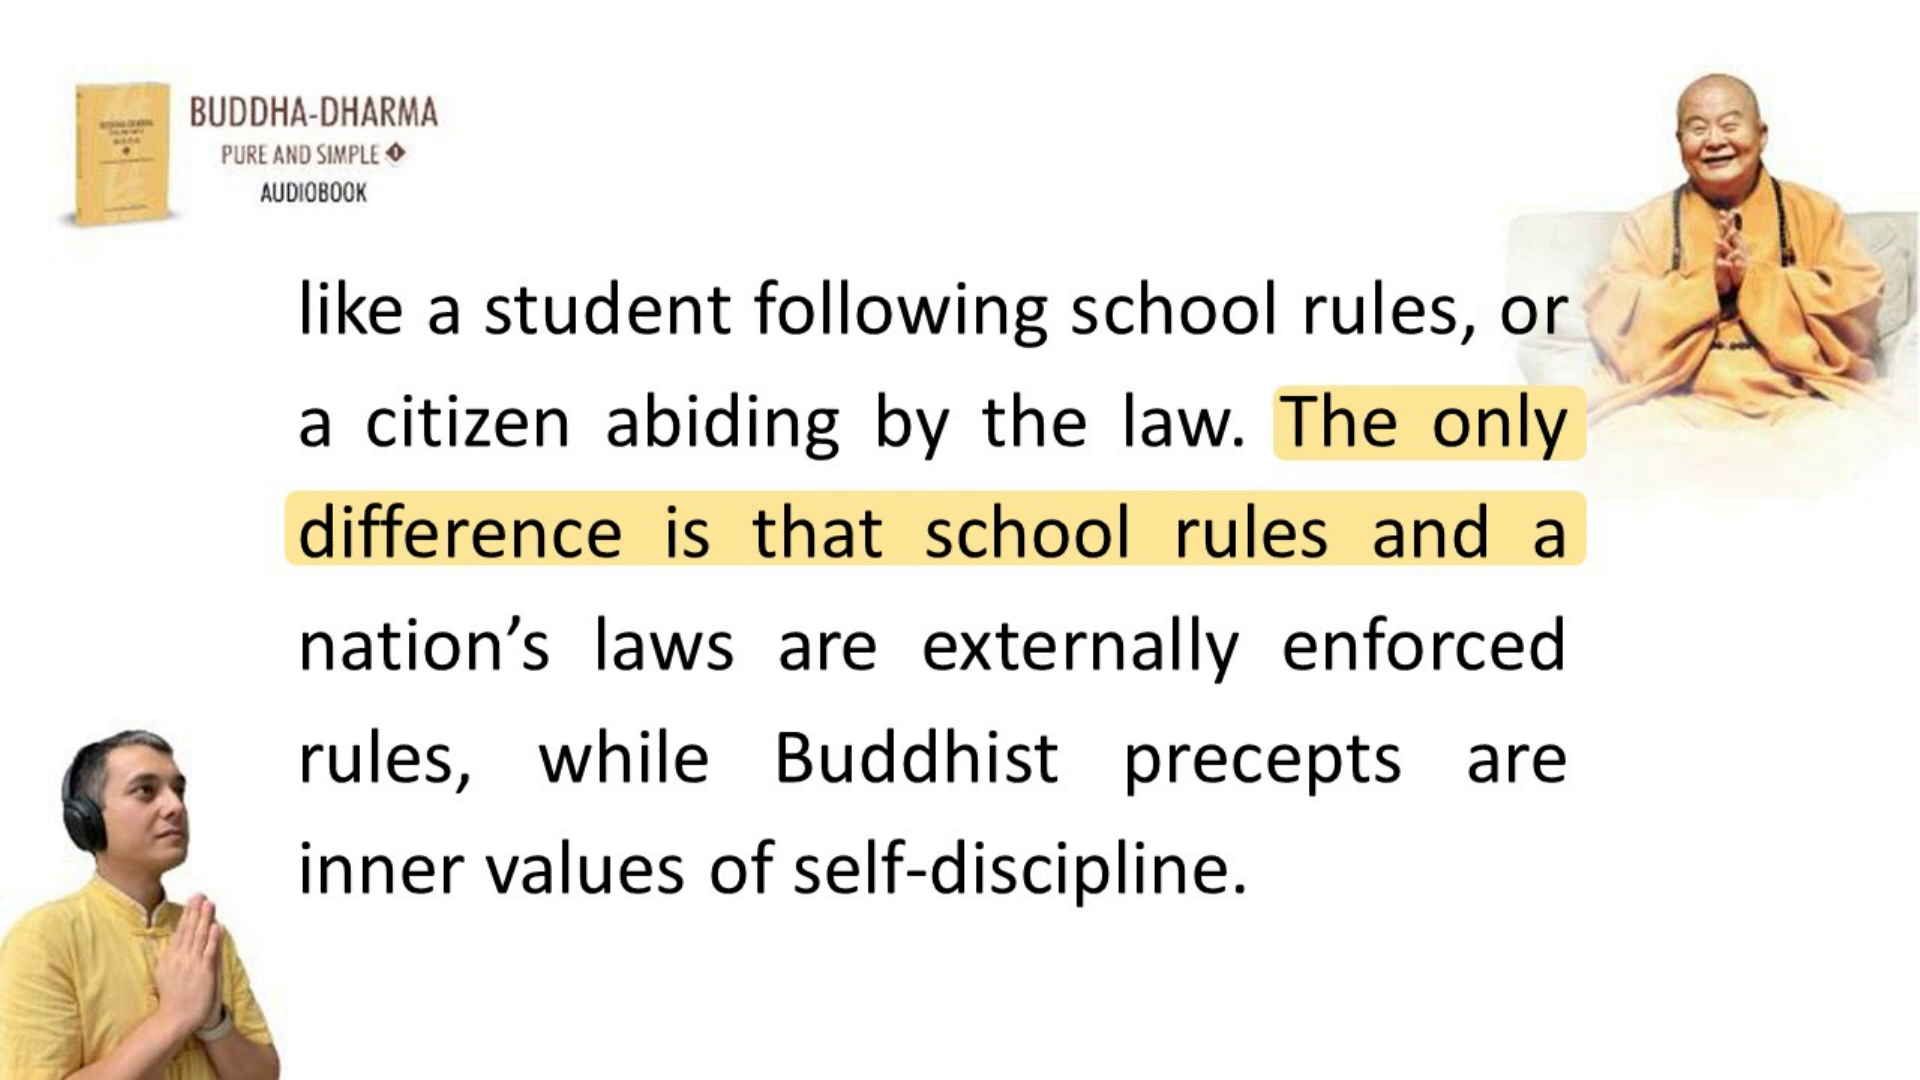 BUDDHA-DHARMA
PURE AND SIMPLE 1
AUDIOBOOK
like a student following school rules, or
a citizen abiding by the law. The only
difference is that school rules and a
nation’s laws are externally enforced
rules, while Buddhist precepts are
inner values of self-discipline.